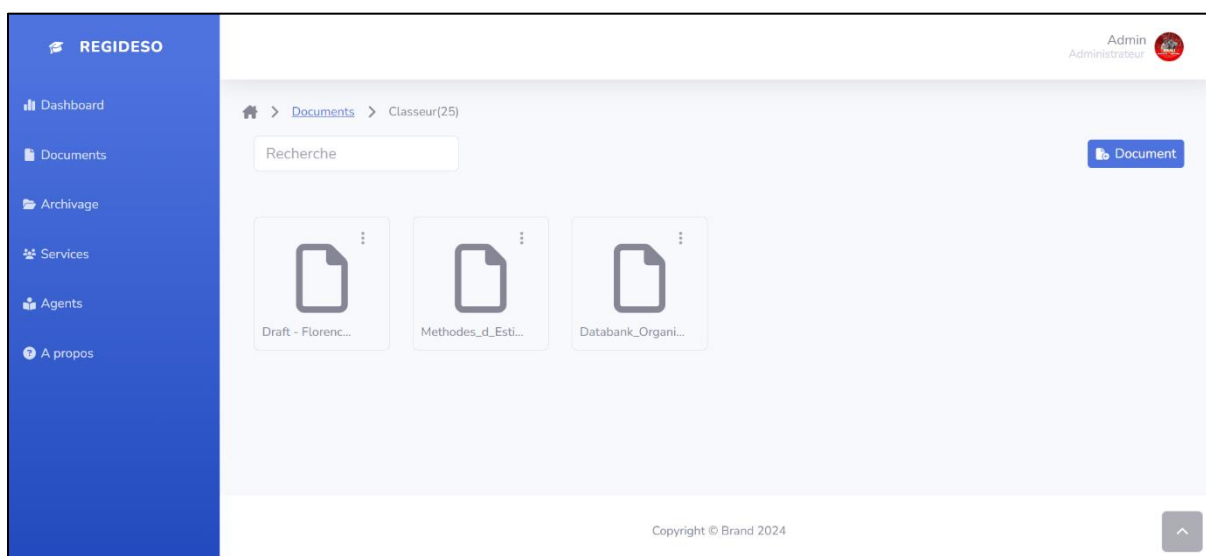 REGIDESO
Admin
Administrateur
Dashboard
Documents
Archivage
Services
Agents
A propos
> Documents > Classeur(25)
Recherche
Document
Draft - Florenc...
Methodes_d_Esti...
Databank_Organi...
Copyright © Brand 2024